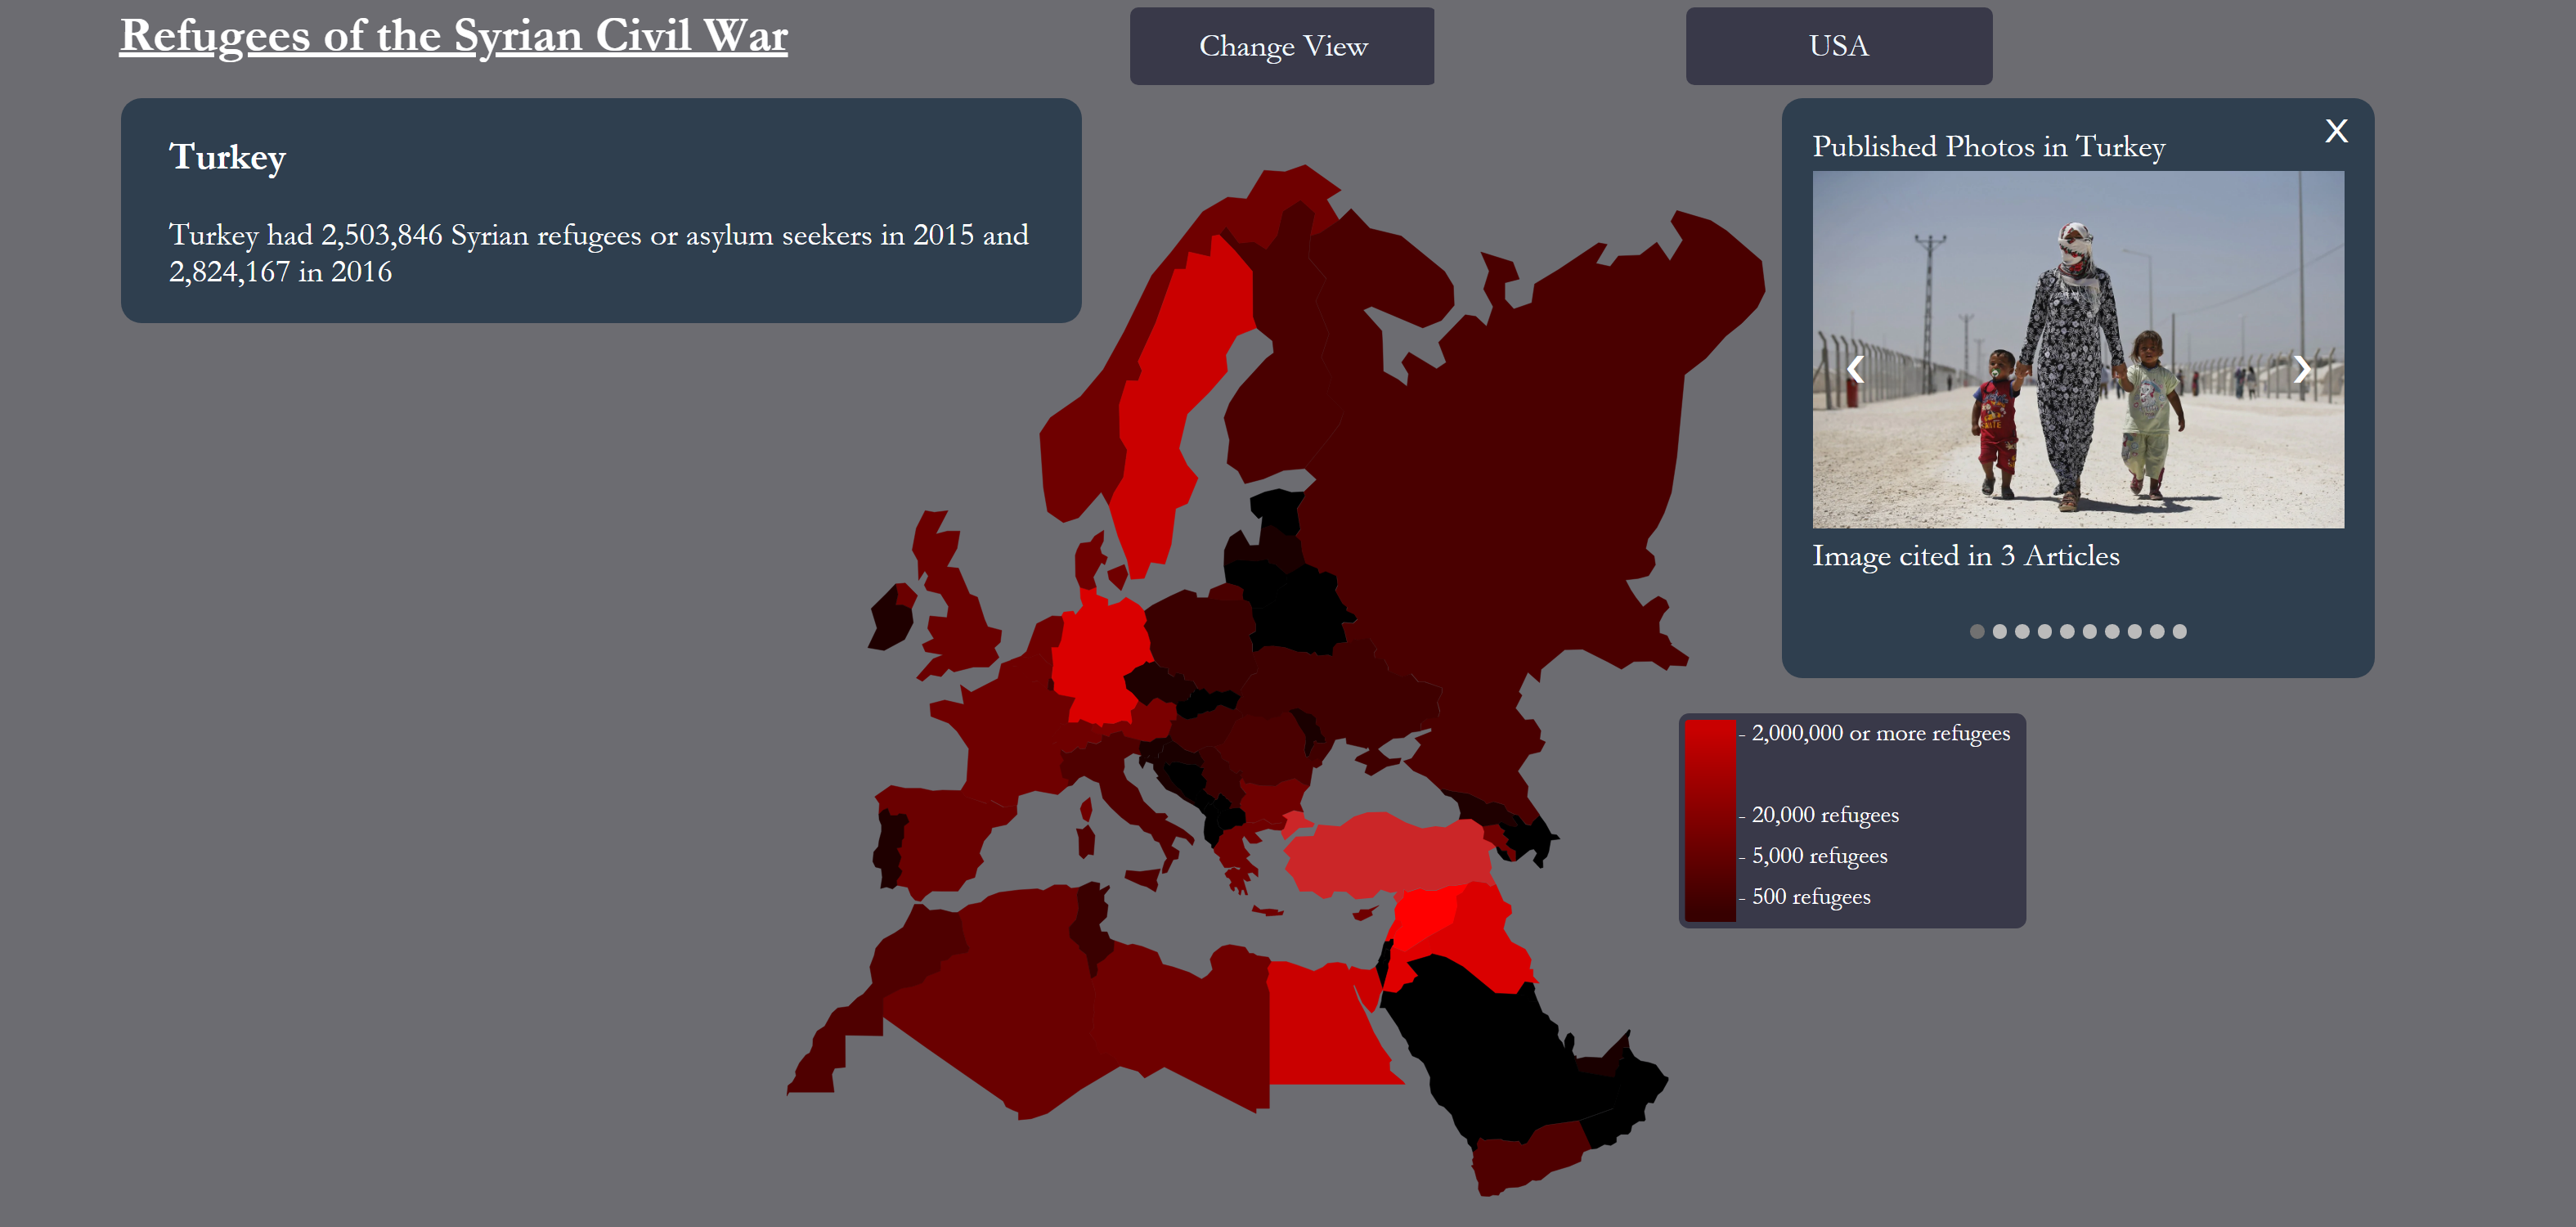 Refugees of the Syrian Civil War
Change View
USA
Turkey
Turkey had 2,503,846 Syrian refugees or asylum seekers in 2015 and
2,824,167 in 2016
X
Published Photos in Turkey
Image cited in 3 Articles
- 2,000,000 or more refugees
- 20,000 refugees
- 5,000 refugees
- 500 refugees